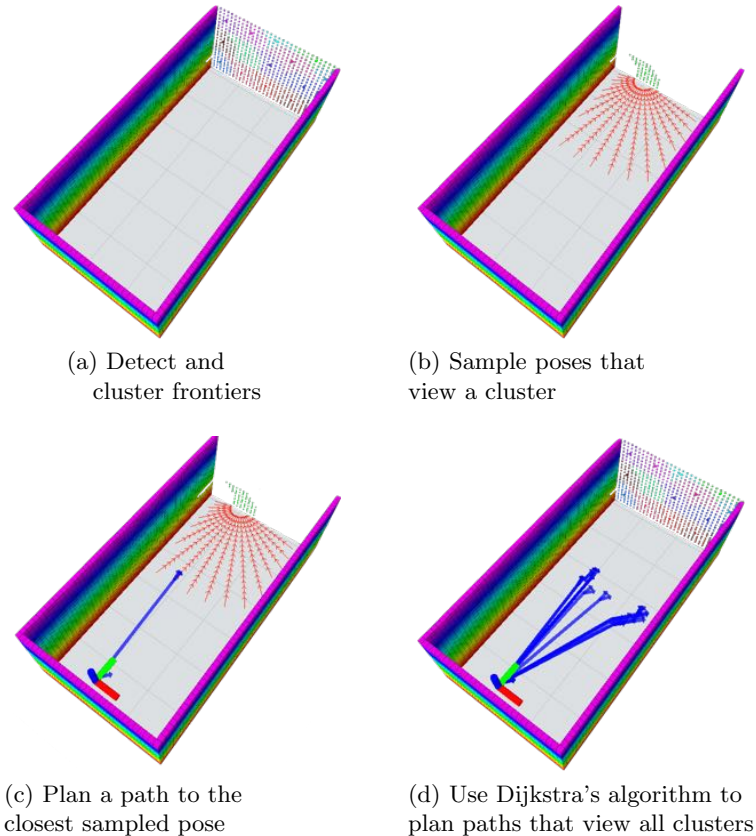 (a) Detect and
cluster frontiers
(b) Sample poses that
view a cluster
(c) Plan a path to the
closest sampled pose
(d) Use Dijkstra's algorithm to
plan paths that view all clusters